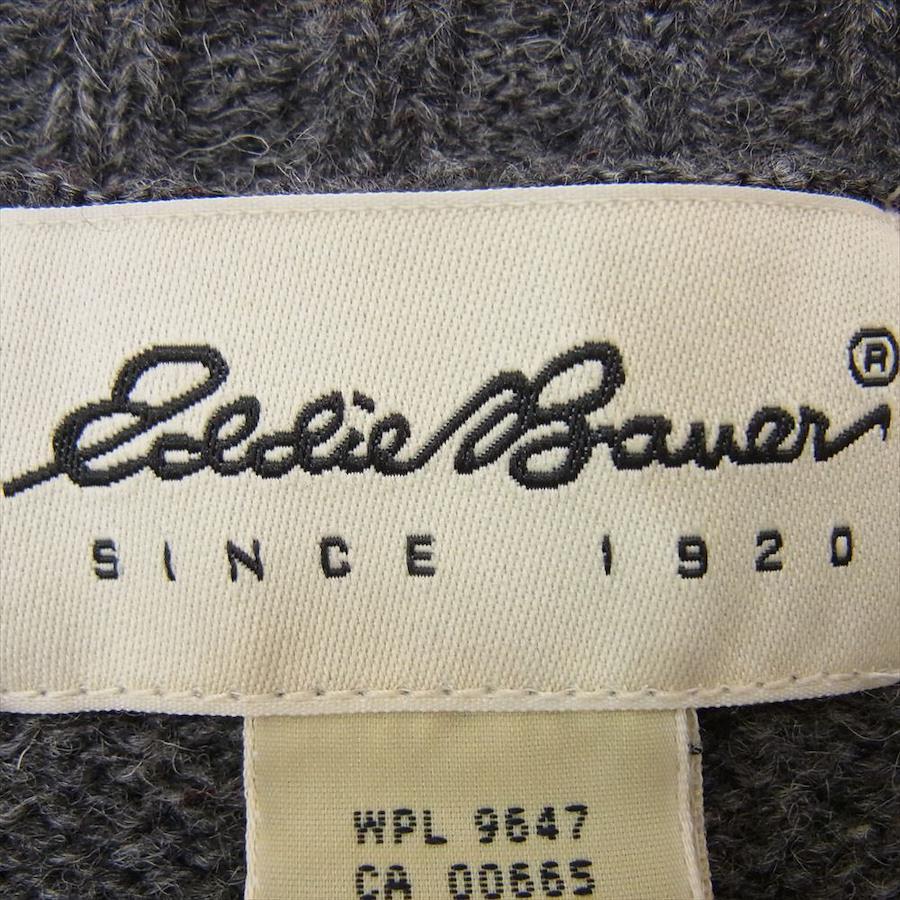 Eddie Bauer®
SINCE 1920
WPL 9647
CA 00665